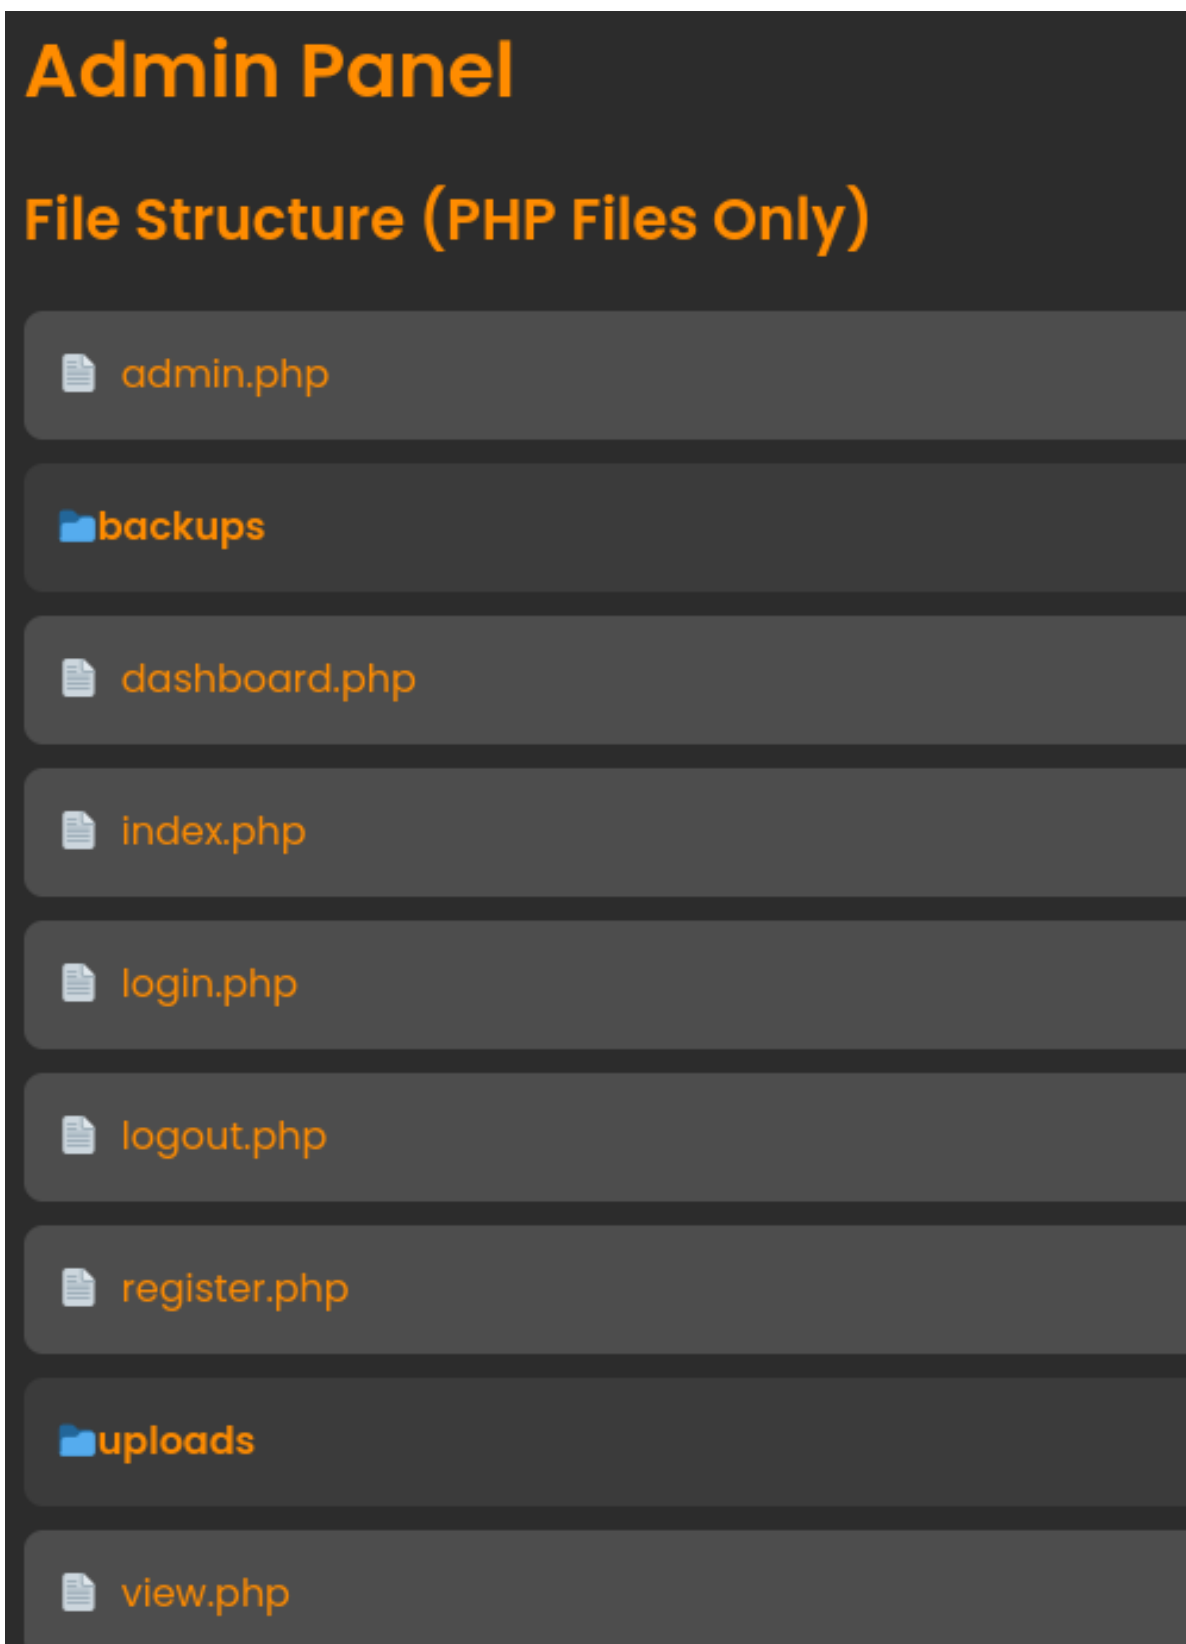 Admin Panel
File Structure (PHP Files Only)
admin.php
backups
dashboard.php
index.php
login.php
logout.php
register.php
uploads
view.php